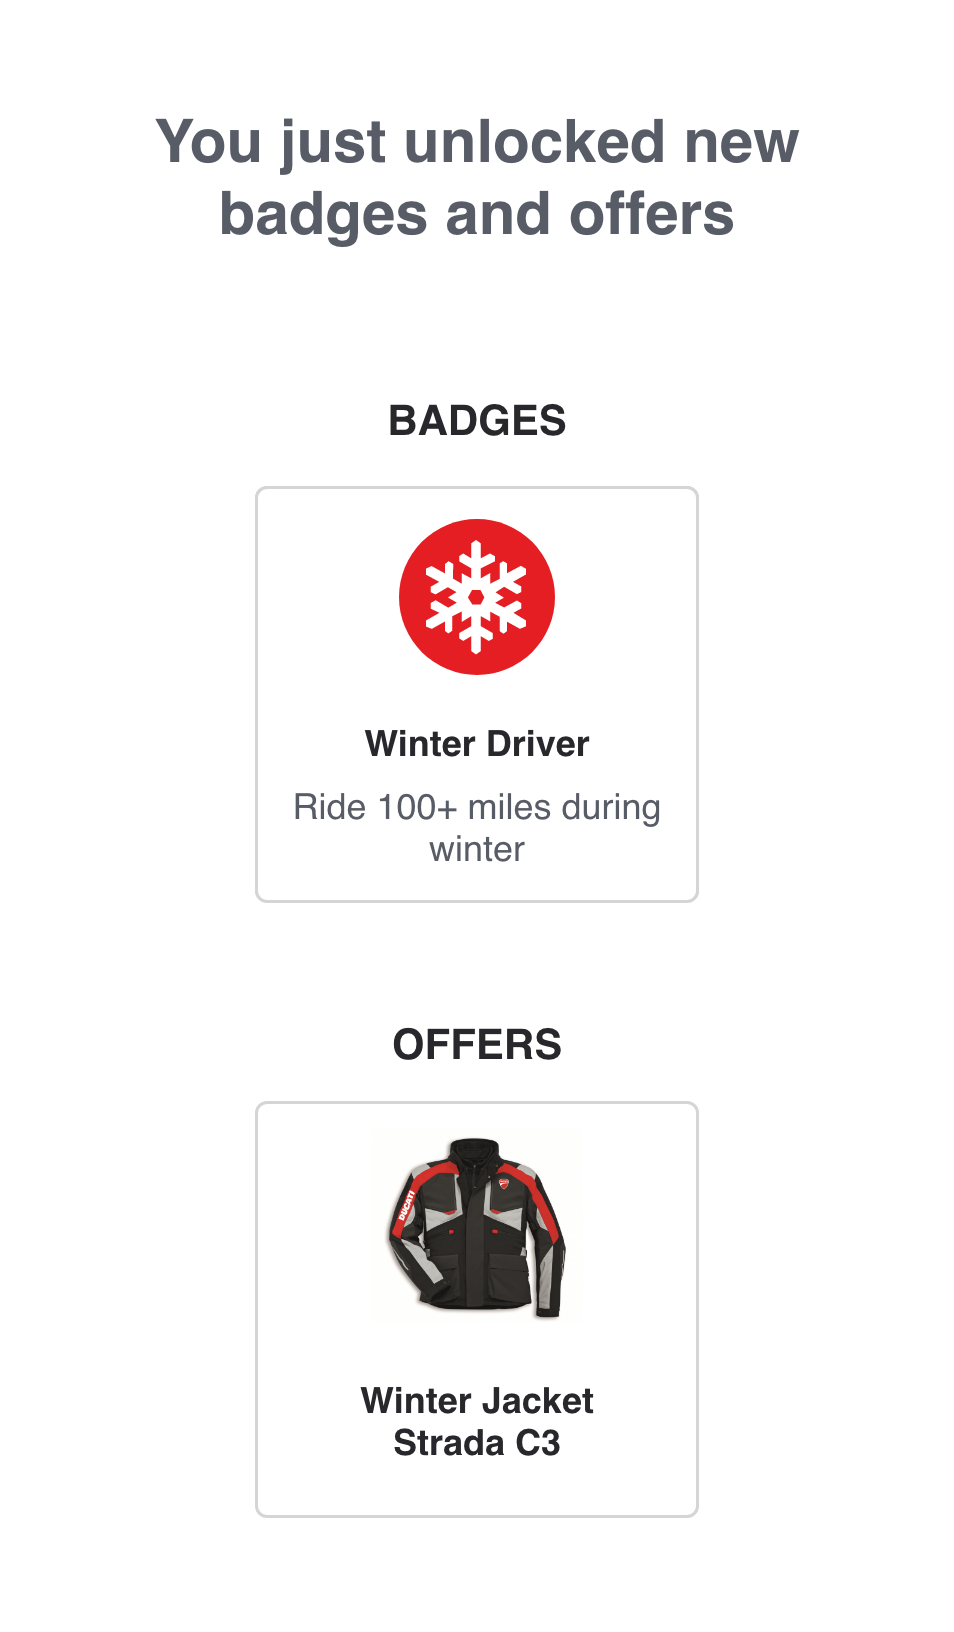 You just unlocked new
badges and offers
BADGES
Winter Driver
Ride 100+ miles during
winter
OFFERS
DUCATI
Winter Jacket
Strada C3